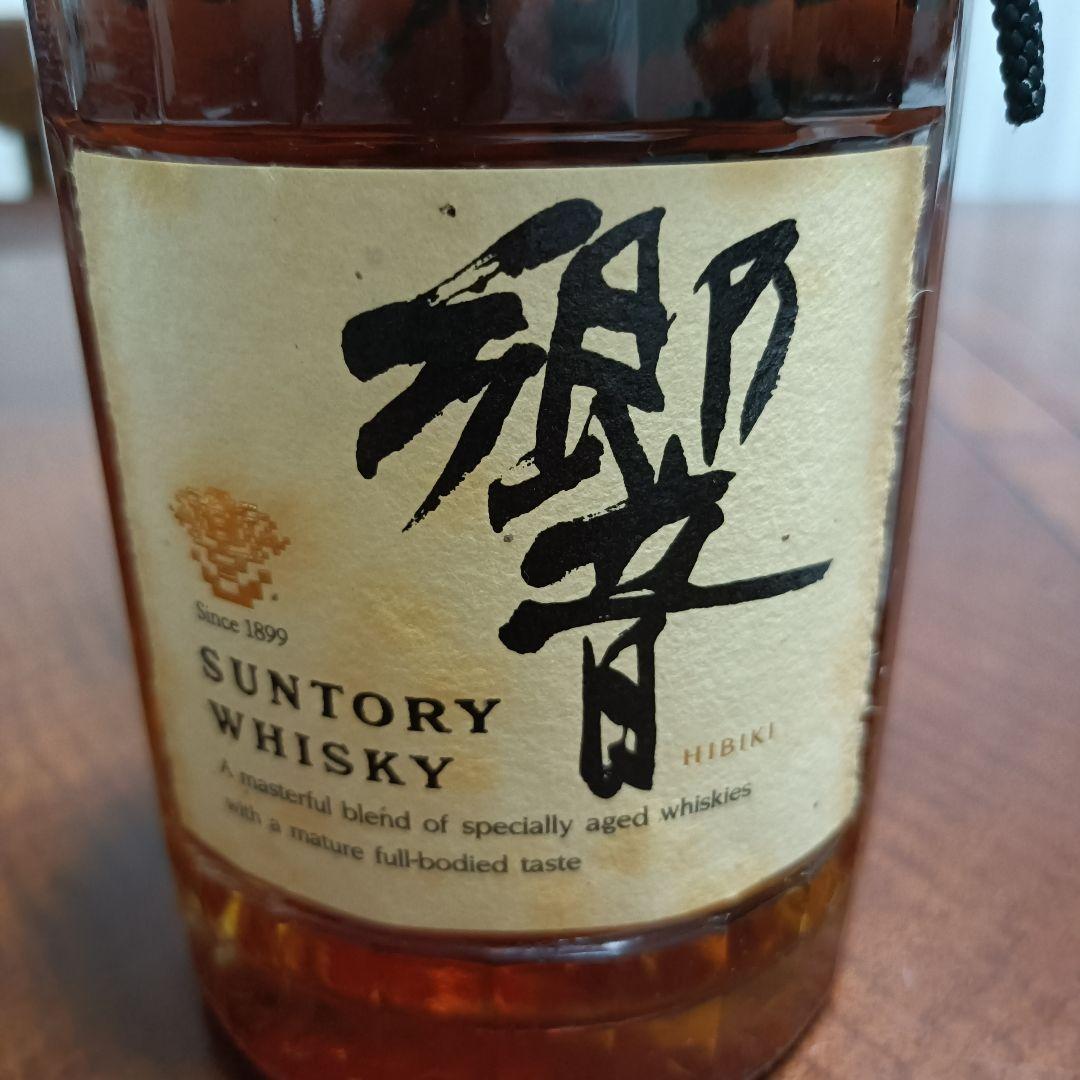 響
Since 1899
SUNTORY
WHISKY
HIBIKI
A masterful blend of specially aged whiskies
with a mature full-bodied taste